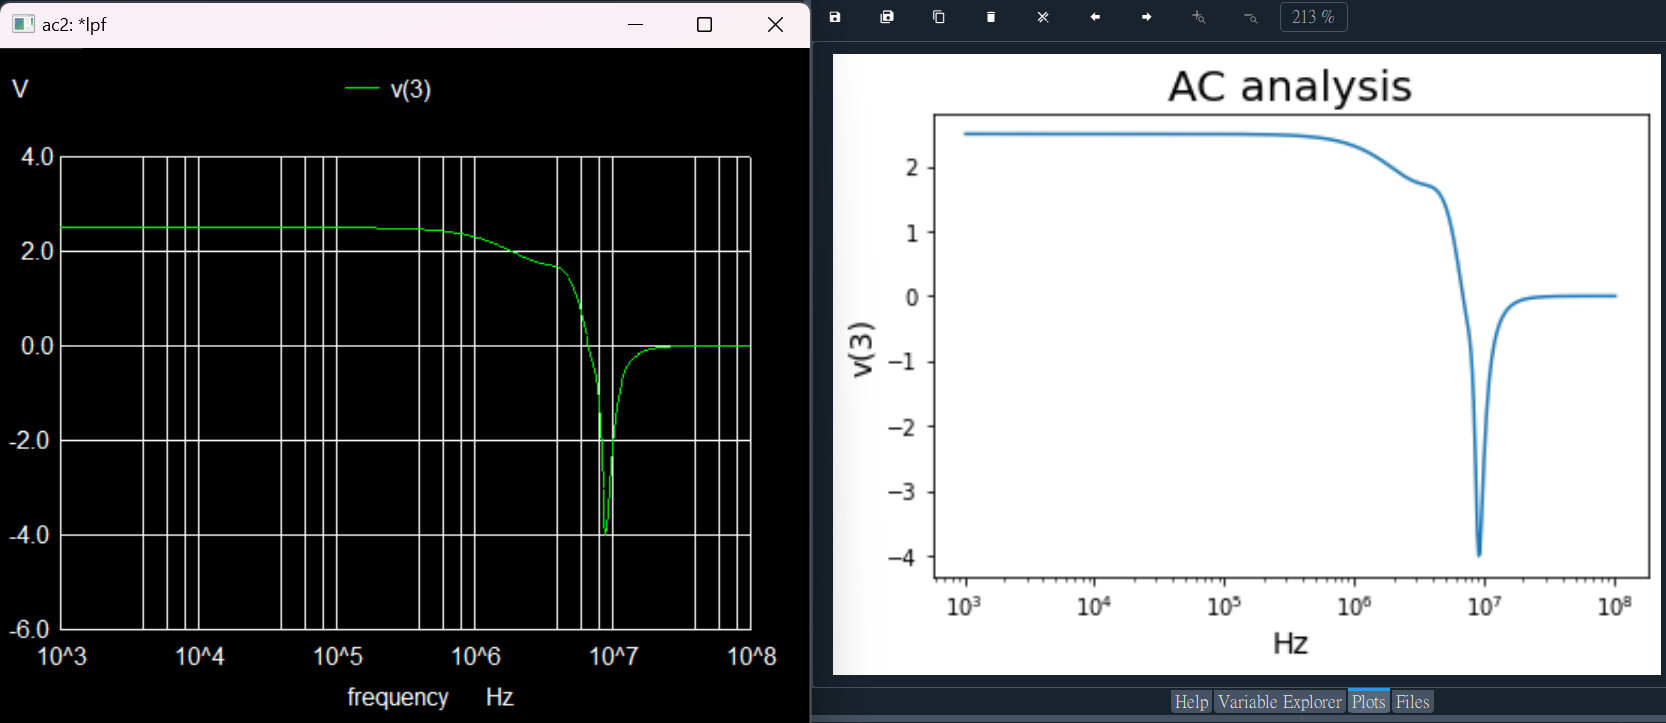 ac2: *lpf
V
v(3)
4.0
2.0
0.0
-2.0
-4.0
-6.0
10^3 10^4 10^5 10^6 10^7 10^8
frequency Hz
213 %
AC analysis
v(3)
2
1
0
−1
−2
−3
−4
10³ 10⁴ 10⁵ 10⁶ 10⁷ 10⁸
Hz
Help Variable Explorer Plots Files